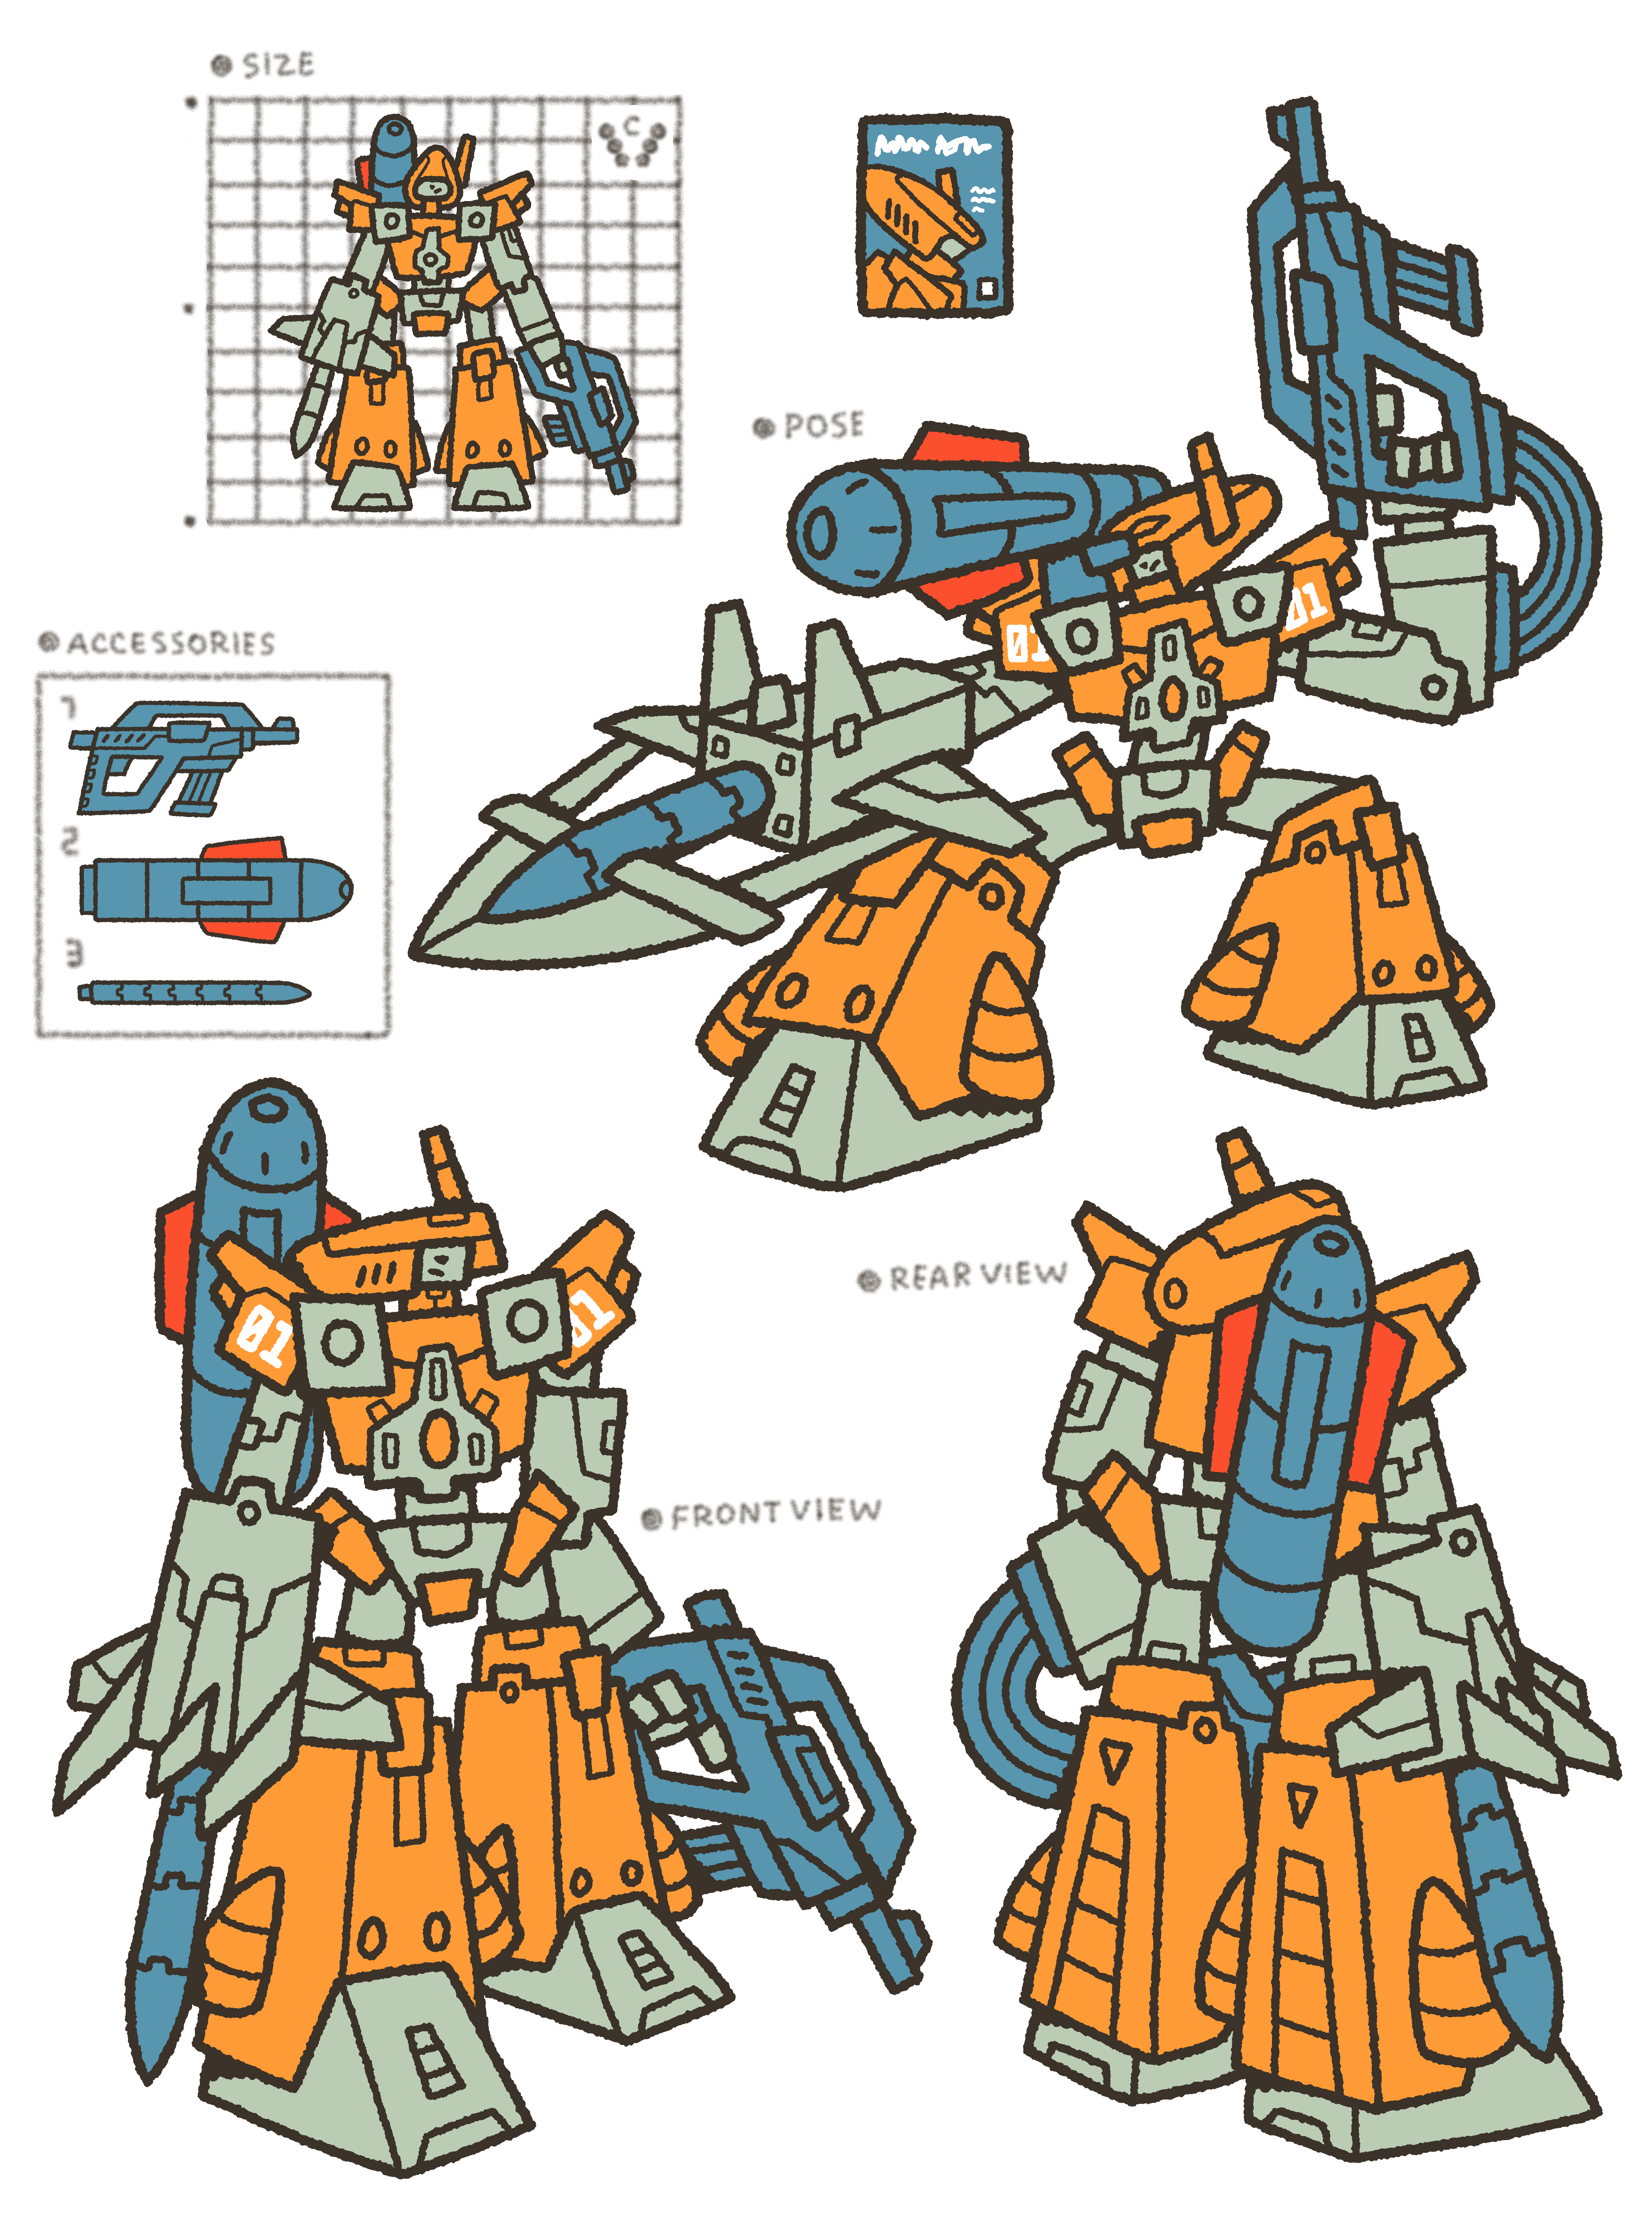 SIZE
C
POSE
01
01
ACCESSORIES
1
2
3
01
01
REAR VIEW
FRONT VIEW